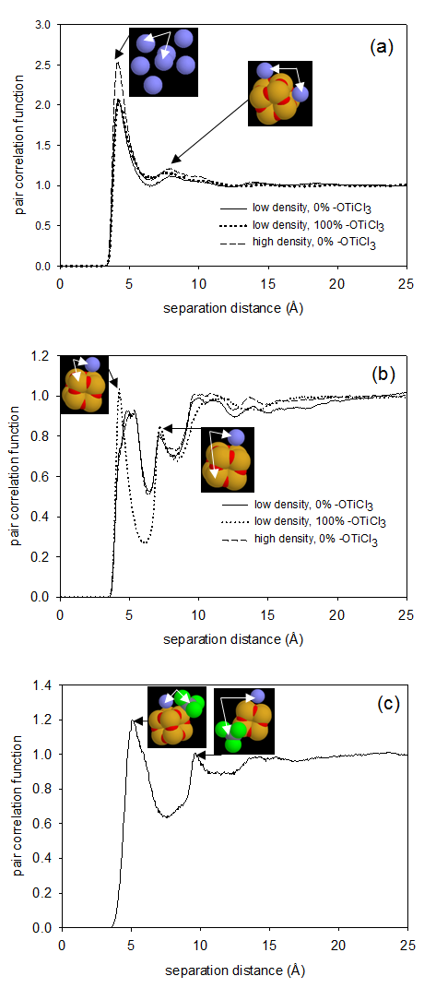 (a)
pair correlation function
3.0
2.5
2.0
1.5
1.0
0.5
0.0
low density, 0% -OTiCl3
low density, 100% -OTiCl3
high density, 0% -OTiCl3
0 5 10 15 20 25
separation distance (Å)
(b)
pair correlation function
1.2
1.0
0.8
0.6
0.4
0.2
0.0
low density, 0% -OTiCl3
low density, 100% -OTiCl3
high density, 0% -OTiCl3
0 5 10 15 20 25
separation distance (Å)
(c)
pair correlation function
1.4
1.2
1.0
0.8
0.6
0.4
0.2
0.0
0 5 10 15 20 25
separation distance (Å)